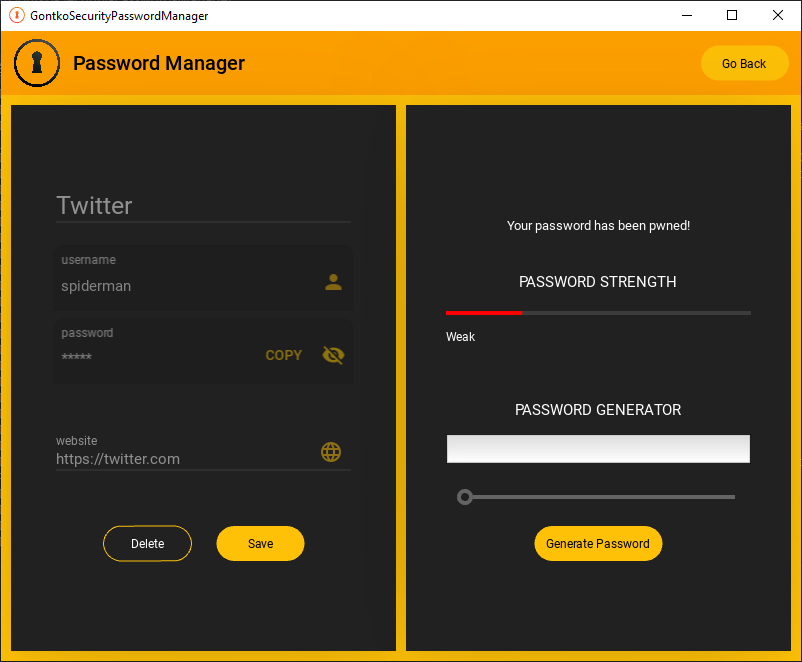 GontkoSecurityPasswordManager
Password Manager
Go Back
Twitter
username
spiderman
password
*****
COPY
website
https://twitter.com
Delete
Save
Your password has been pwned!
PASSWORD STRENGTH
Weak
PASSWORD GENERATOR
Generate Password